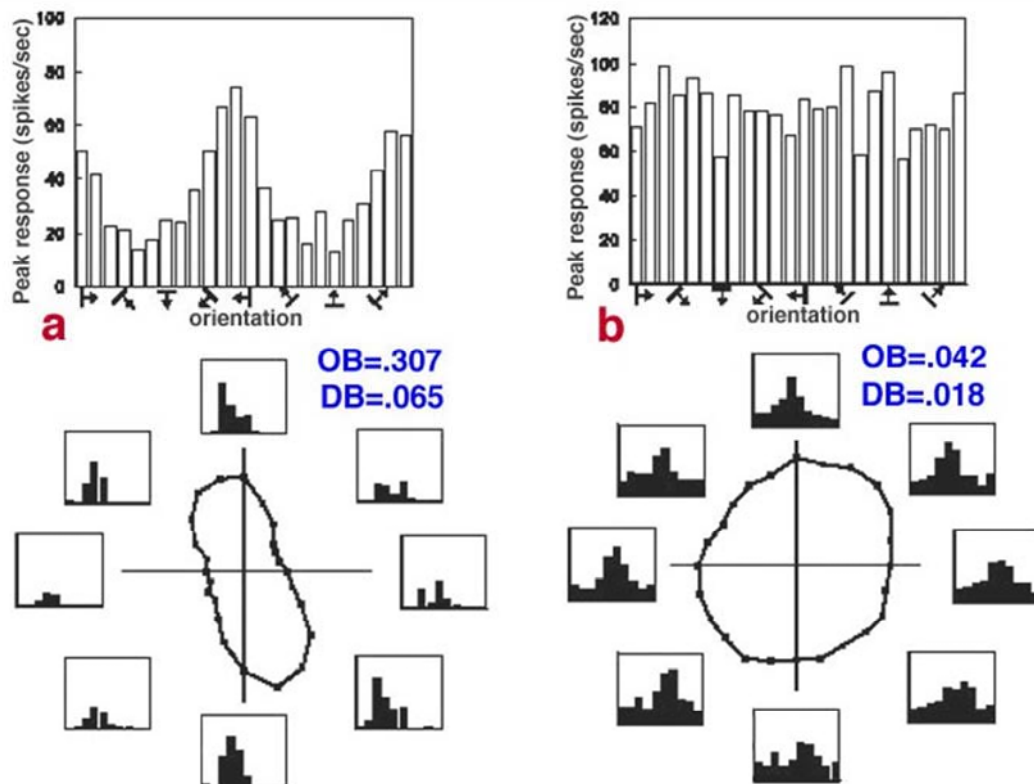 Peak response (spikes/sec)
100
80
60
40
20
0
orientation
a
OB=.307
DB=.065
Peak response (spikes/sec)
120
100
80
60
40
20
0
orientation
b
OB=.042
DB=.018